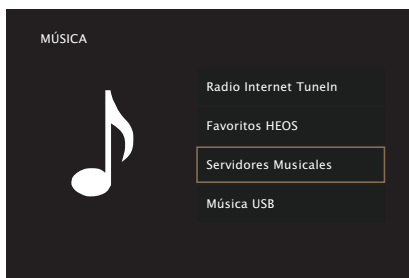 MÚSICA
Radio Internet TuneIn
Favoritos HEOS
Servidores Musicales
Música USB